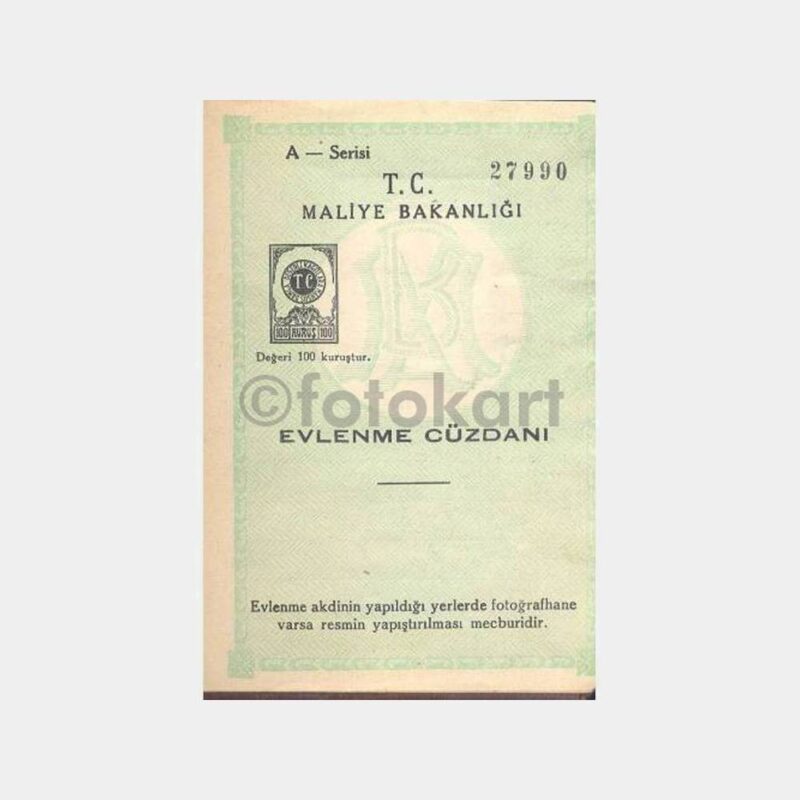 A — Serisi
27990
T. C.
MALİYE BAKANLIĞI
T C
100 KURUŞ 100
Değeri 100 kuruştur.
©fotokart
EVLENME CÜZDANI
Evlenme akdinin yapıldığı yerlerde fotoğrafhane
varsa resmin yapıştırılması mecburidir.